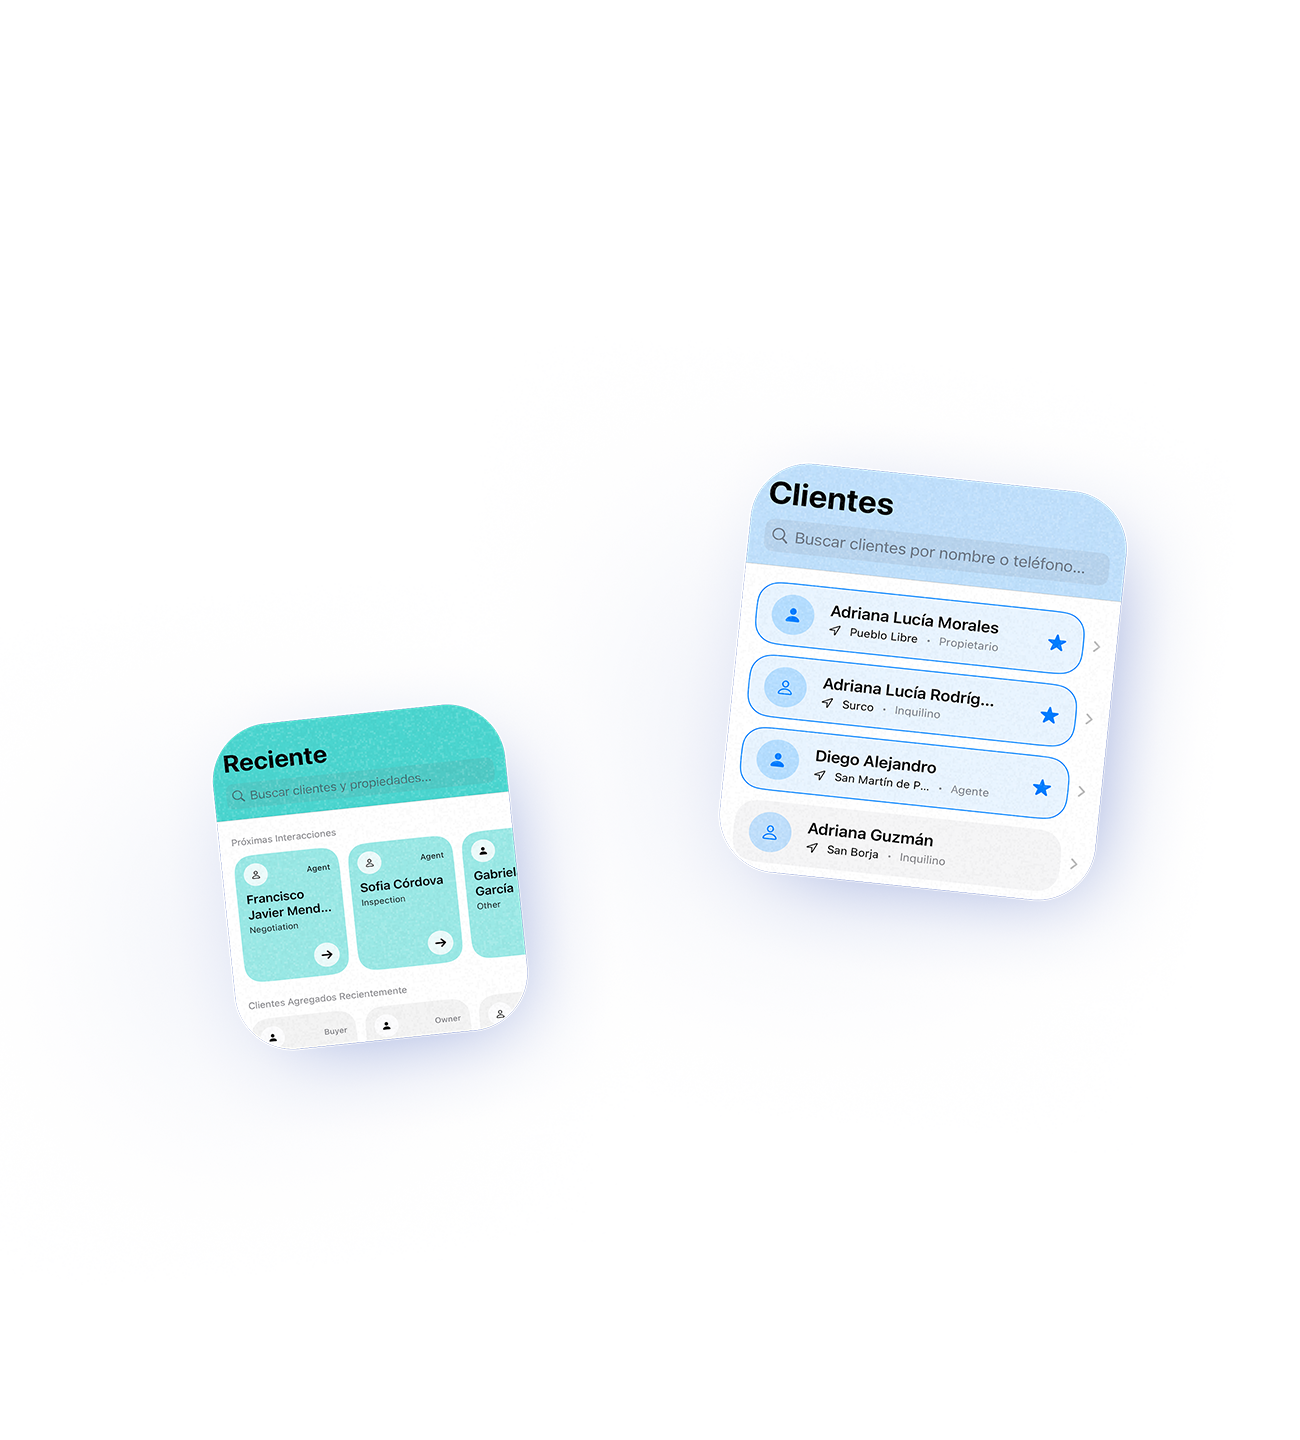 Clientes
Buscar clientes por nombre o teléfono...
Adriana Lucía Morales
Pueblo Libre • Propietario
Adriana Lucía Rodríg...
Surco • Inquilino
Diego Alejandro
San Martín de P... • Agente
Adriana Guzmán
San Borja • Inquilino
Reciente
Buscar clientes y propiedades...
Próximas Interacciones
Agent
Francisco
Javier Mend...
Negotiation
Agent
Sofia Córdova
Inspection
Gabriel
García
Other
Clientes Agregados Recientemente
Buyer
Owner